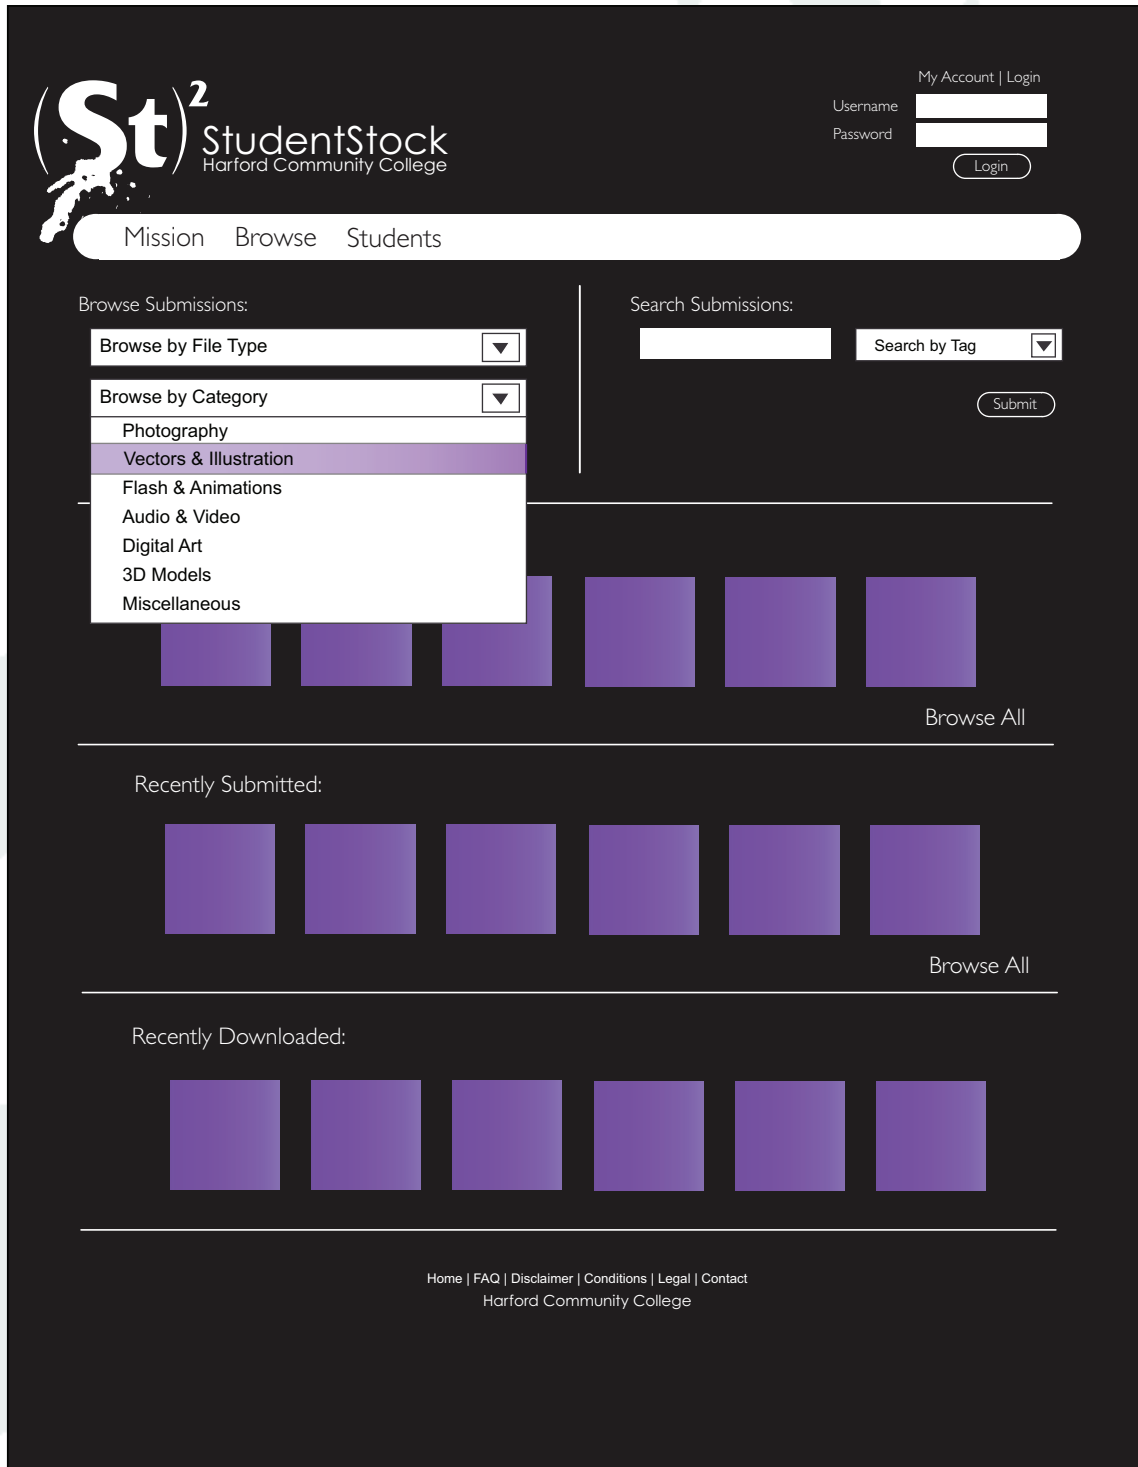 (St)²
StudentStock
Harford Community College
My Account | Login
Username
Password
Login
Mission Browse Students
Browse Submissions:
Browse by File Type
Browse by Category
Photography
Vectors & Illustration
Flash & Animations
Audio & Video
Digital Art
3D Models
Miscellaneous
Search Submissions:
Search by Tag
Submit
Browse All
Recently Submitted:
Browse All
Recently Downloaded:
Home | FAQ | Disclaimer | Conditions | Legal | Contact
Harford Community College